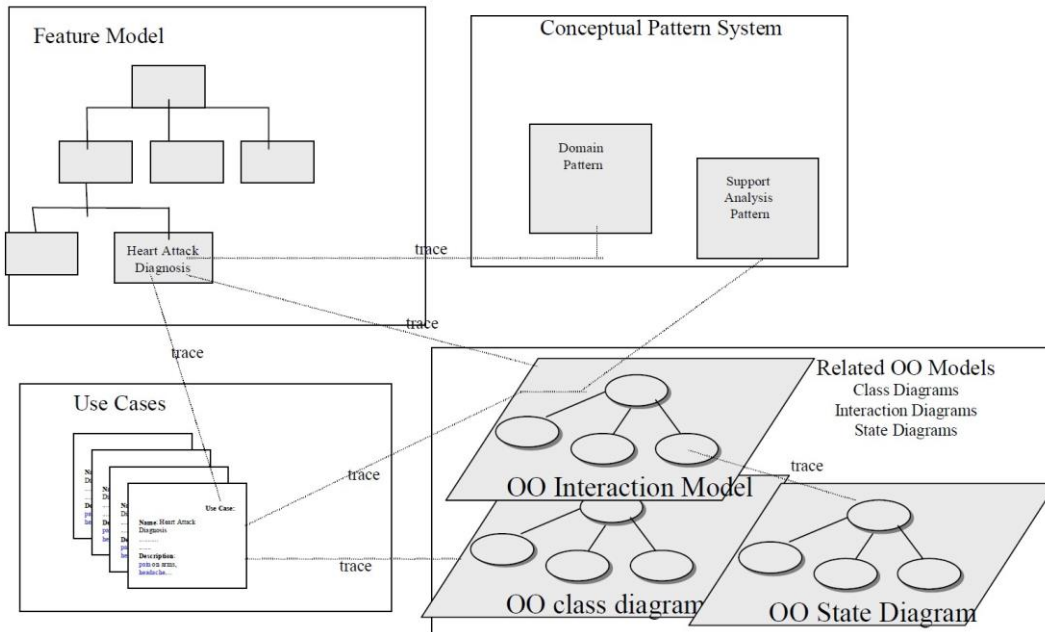 Feature Model
Heart Attack
Diagnosis
Conceptual Pattern System
Domain
Pattern
Support
Analysis
Pattern
trace
trace
trace
Use Cases
Use Case:
Name: Heart Attack
Diagnosis
............
.......
Description:
pain on arms,
headache...
trace
trace
Related OO Models
Class Diagrams
Interaction Diagrams
State Diagrams
trace
OO Interaction Model
OO class diagram
OO State Diagram